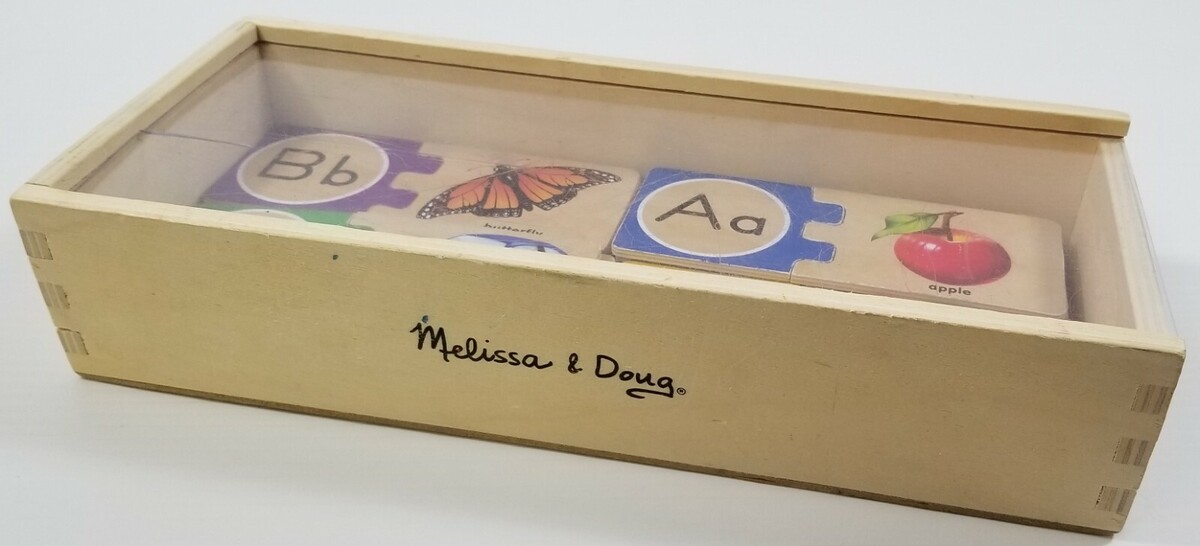 Bb
butterfly
Aa
apple
Melissa & Doug®